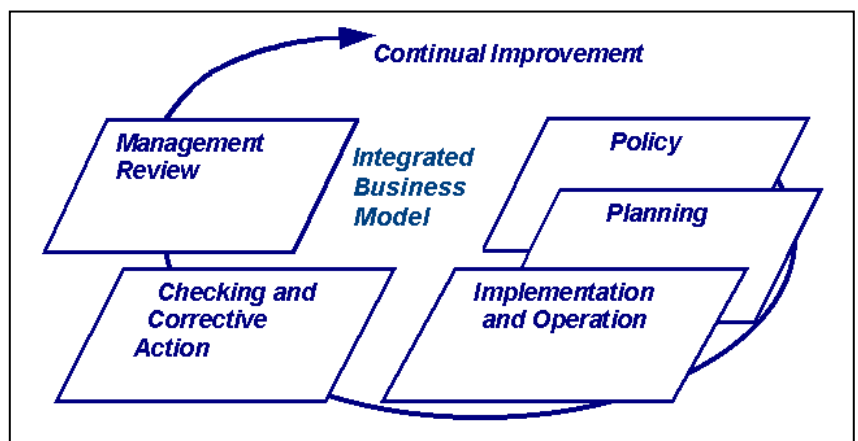 Continual Improvement
Management
Review
Integrated
Business
Model
Policy
Planning
Checking and
Corrective
Action
Implementation
and Operation